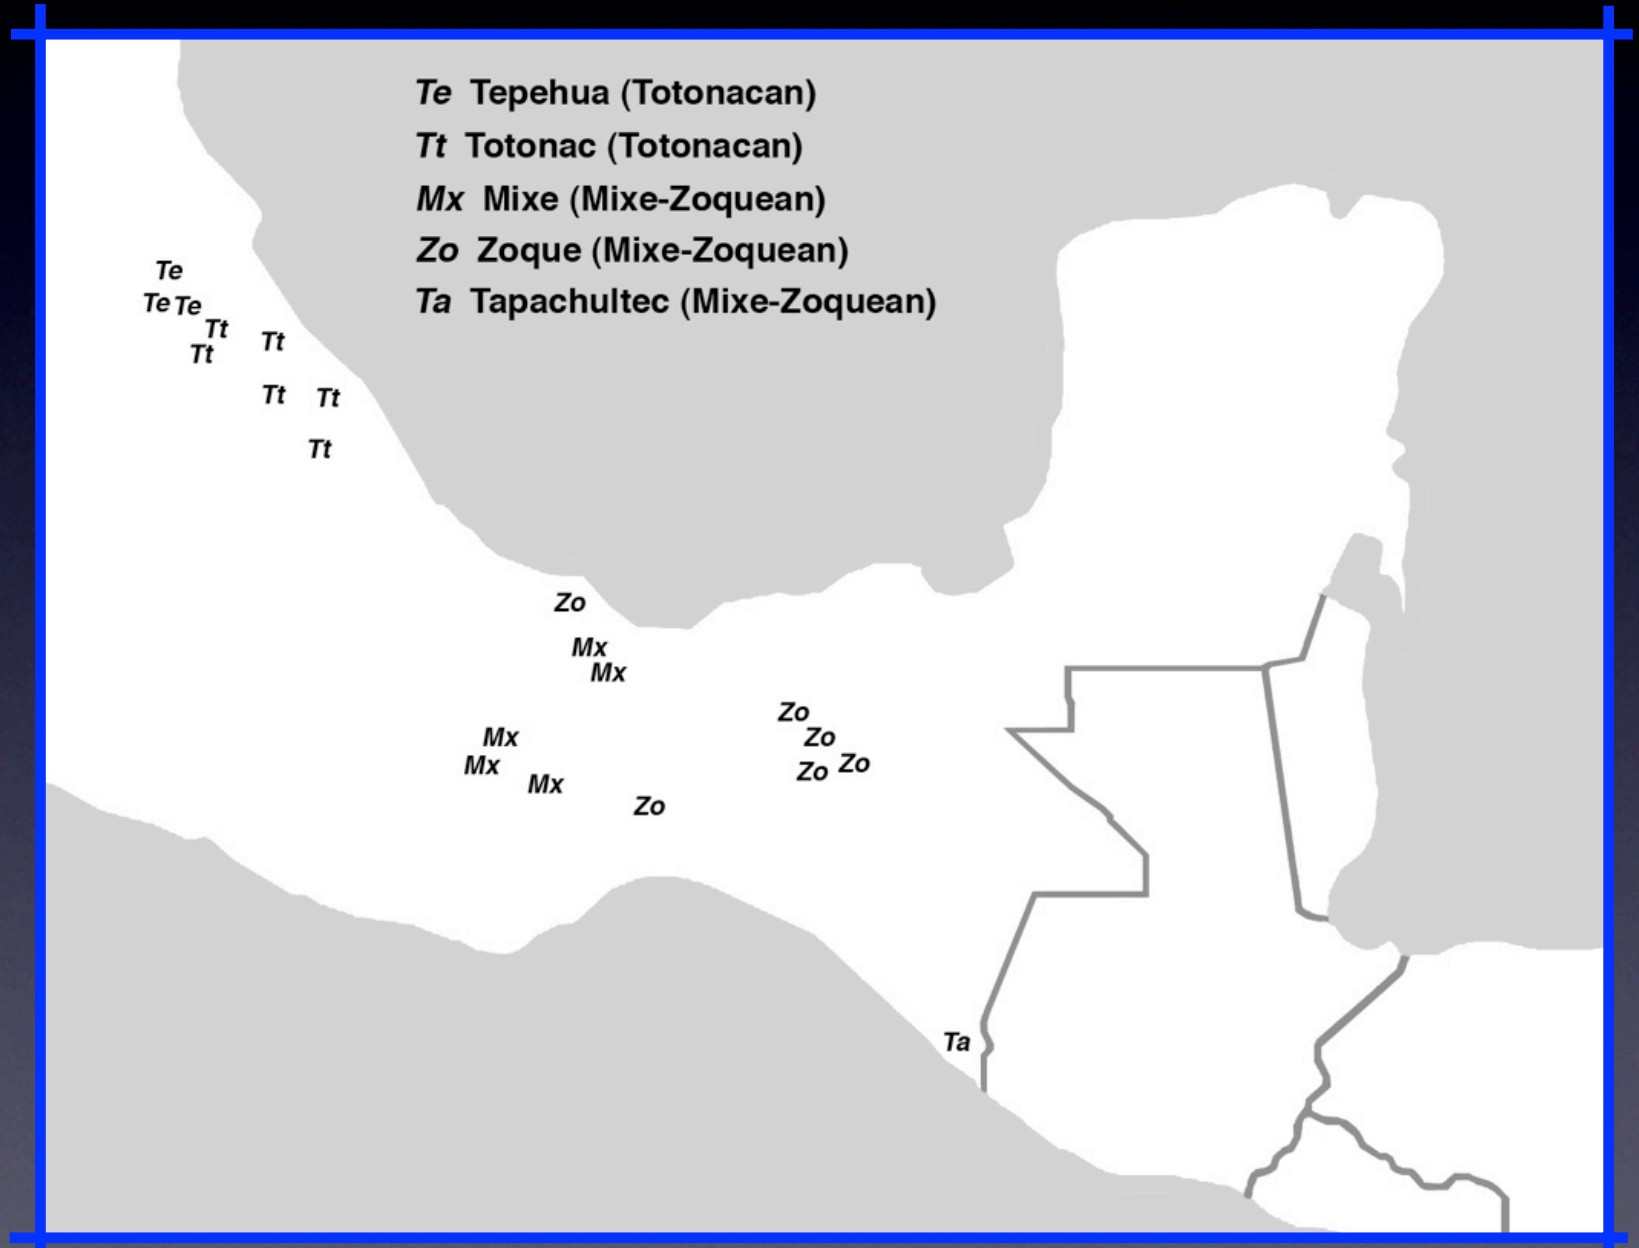 Te Tepehua (Totonacan)
Tt Totonac (Totonacan)
Mx Mixe (Mixe-Zoquean)
Zo Zoque (Mixe-Zoquean)
Ta Tapachultec (Mixe-Zoquean)
Te
Te Te
Tt
Tt
Tt
Tt Tt
Tt
Zo
Mx
Mx
Zo
Mx
Zo
Mx
Zo
Zo
Mx
Zo
Ta